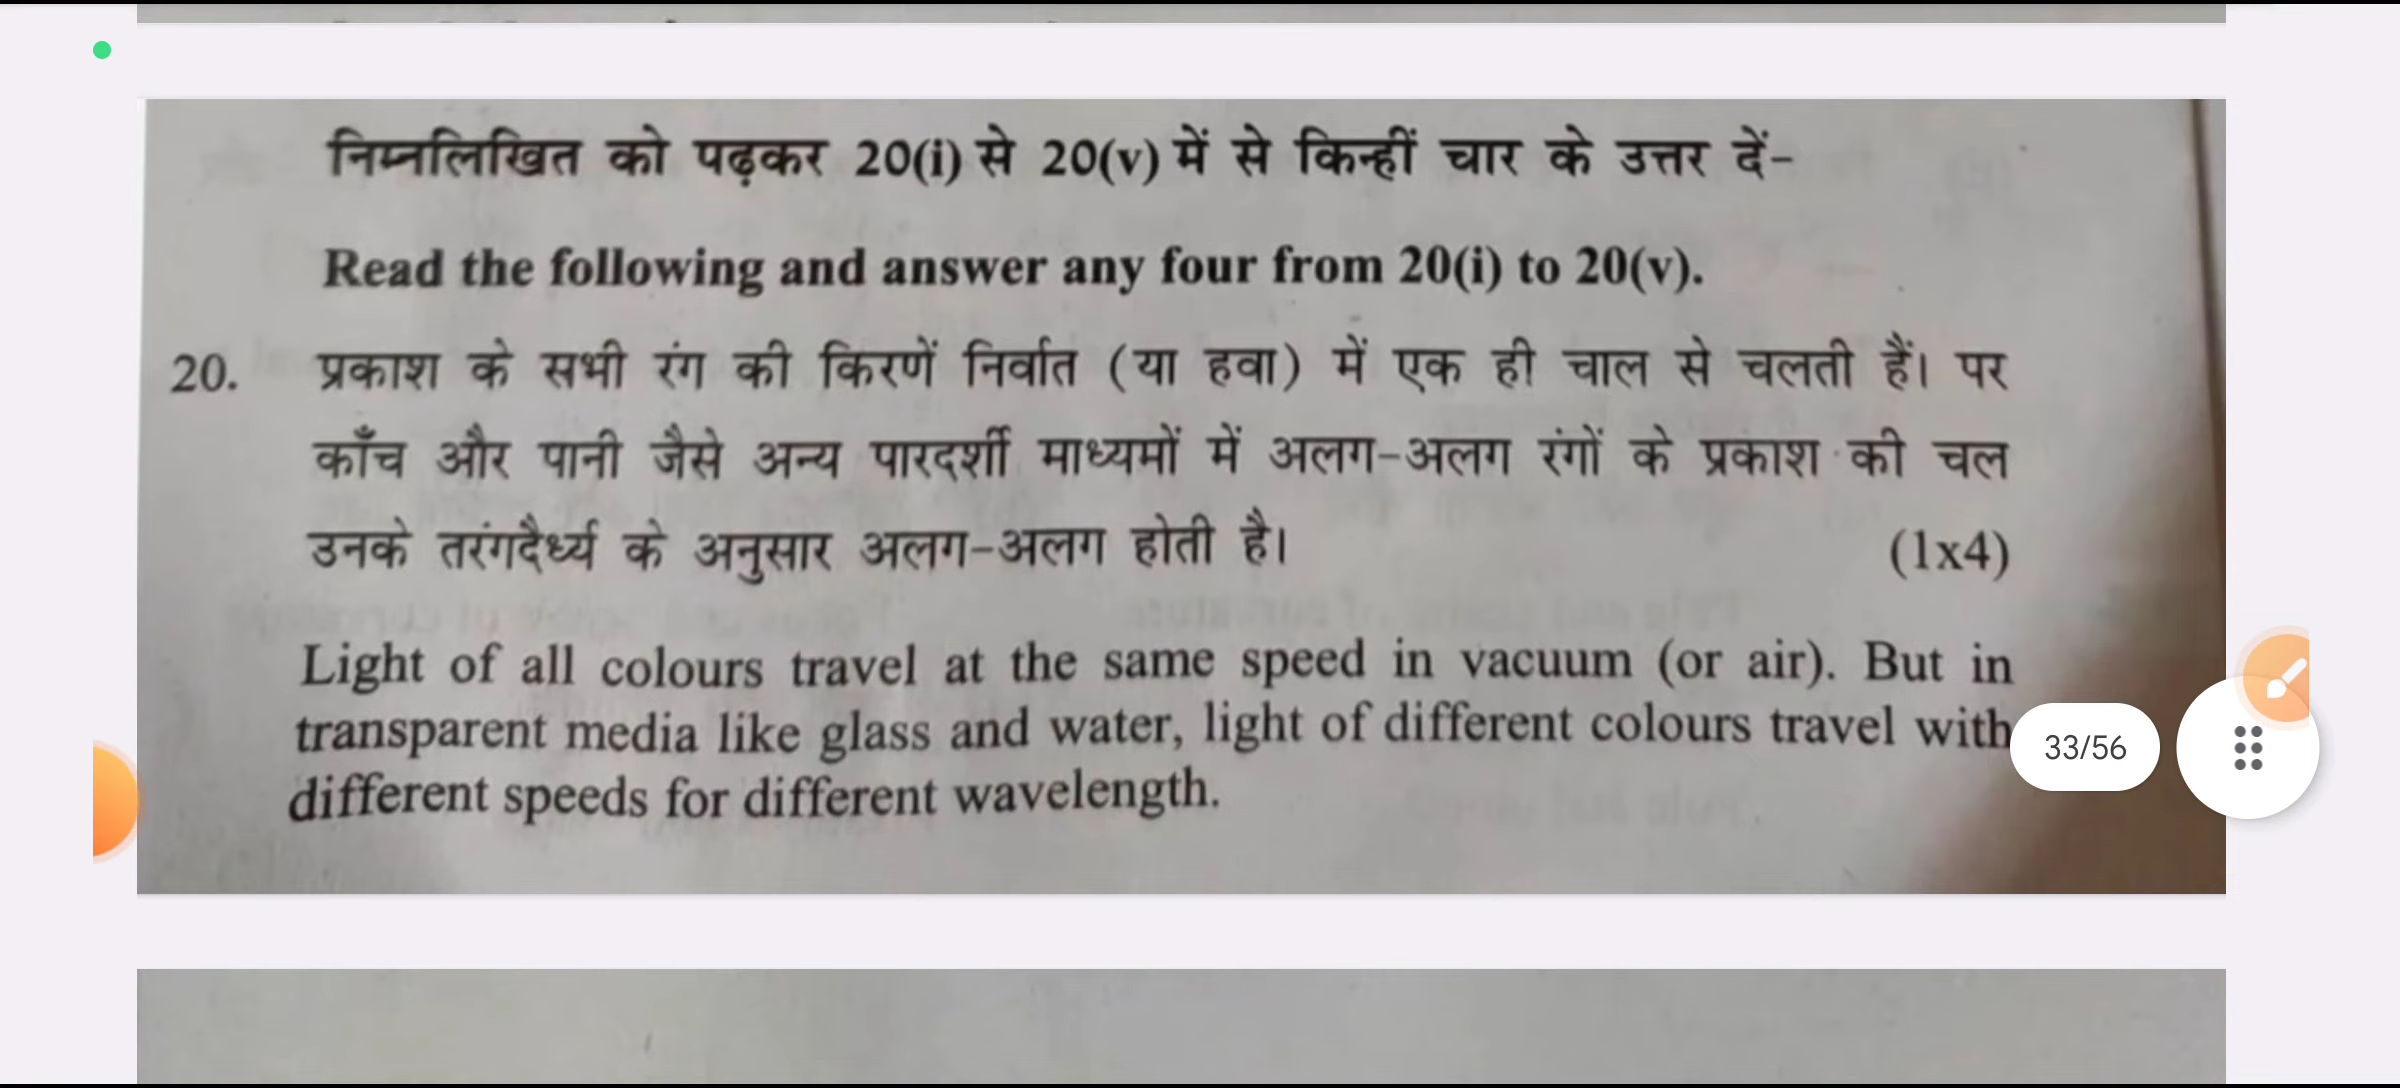 निम्नलिखित को पढ़कर 20(i) से 20(v) में से किन्हीं चार के उत्तर दें-
Read the following and answer any four from 20(i) to 20(v).
20. प्रकाश के सभी रंग की किरणें निर्वात (या हवा) में एक ही चाल से चलती हैं। पर
काँच और पानी जैसे अन्य पारदर्शी माध्यमों में अलग-अलग रंगों के प्रकाश की चल
उनके तरंगदैर्ध्य के अनुसार अलग-अलग होती है। (1x4)
Light of all colours travel at the same speed in vacuum (or air). But in
transparent media like glass and water, light of different colours travel with
different speeds for different wavelength.
33/56